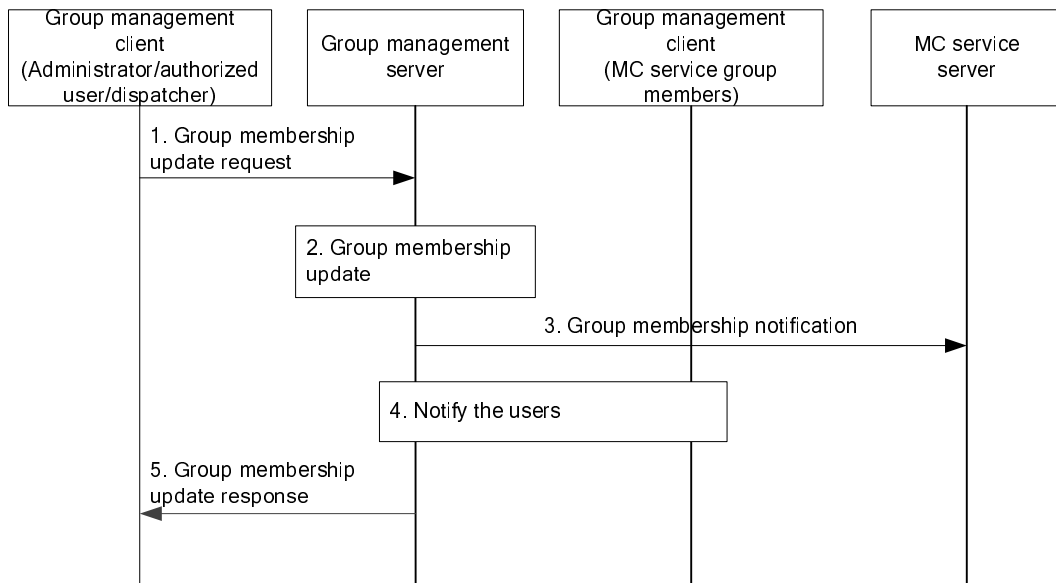 Group management
client
(Administrator/authorized
user/dispatcher)
Group management
server
Group management
client
(MC service group
members)
MC service
server
1. Group membership
update request
2. Group membership
update
3. Group membership notification
4. Notify the users
5. Group membership
update response